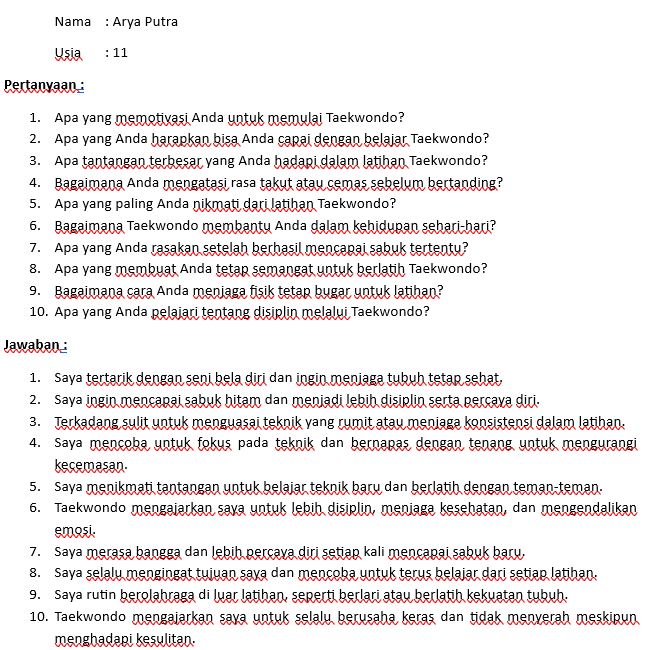 Nama : Arya Putra
Usia : 11
Pertanyaan :
1. Apa yang memotivasi Anda untuk memulai Taekwondo?
2. Apa yang Anda harapkan bisa Anda capai dengan belajar Taekwondo?
3. Apa tantangan terbesar yang Anda hadapi dalam latihan Taekwondo?
4. Bagaimana Anda mengatasi rasa takut atau cemas sebelum bertanding?
5. Apa yang paling Anda nikmati dari latihan Taekwondo?
6. Bagaimana Taekwondo membantu Anda dalam kehidupan sehari-hari?
7. Apa yang Anda rasakan setelah berhasil mencapai sabuk tertentu?
8. Apa yang membuat Anda tetap semangat untuk berlatih Taekwondo?
9. Bagaimana cara Anda menjaga fisik tetap bugar untuk latihan?
10. Apa yang Anda pelajari tentang disiplin melalui Taekwondo?
Jawaban :
1. Saya tertarik dengan seni bela diri dan ingin menjaga tubuh tetap sehat.
2. Saya ingin mencapai sabuk hitam dan menjadi lebih disiplin serta percaya diri.
3. Terkadang sulit untuk menguasai teknik yang rumit atau menjaga konsistensi dalam latihan.
4. Saya mencoba untuk fokus pada teknik dan bernapas dengan tenang untuk mengurangi
kecemasan.
5. Saya menikmati tantangan untuk belajar teknik baru dan berlatih dengan teman-teman.
6. Taekwondo mengajarkan saya untuk lebih disiplin, menjaga kesehatan, dan mengendalikan
emosi.
7. Saya merasa bangga dan lebih percaya diri setiap kali mencapai sabuk baru.
8. Saya selalu mengingat tujuan saya dan mencoba untuk terus belajar dari setiap latihan.
9. Saya rutin berolahraga di luar latihan, seperti berlari atau berlatih kekuatan tubuh.
10. Taekwondo mengajarkan saya untuk selalu berusaha keras dan tidak menyerah meskipun
menghadapi kesulitan.